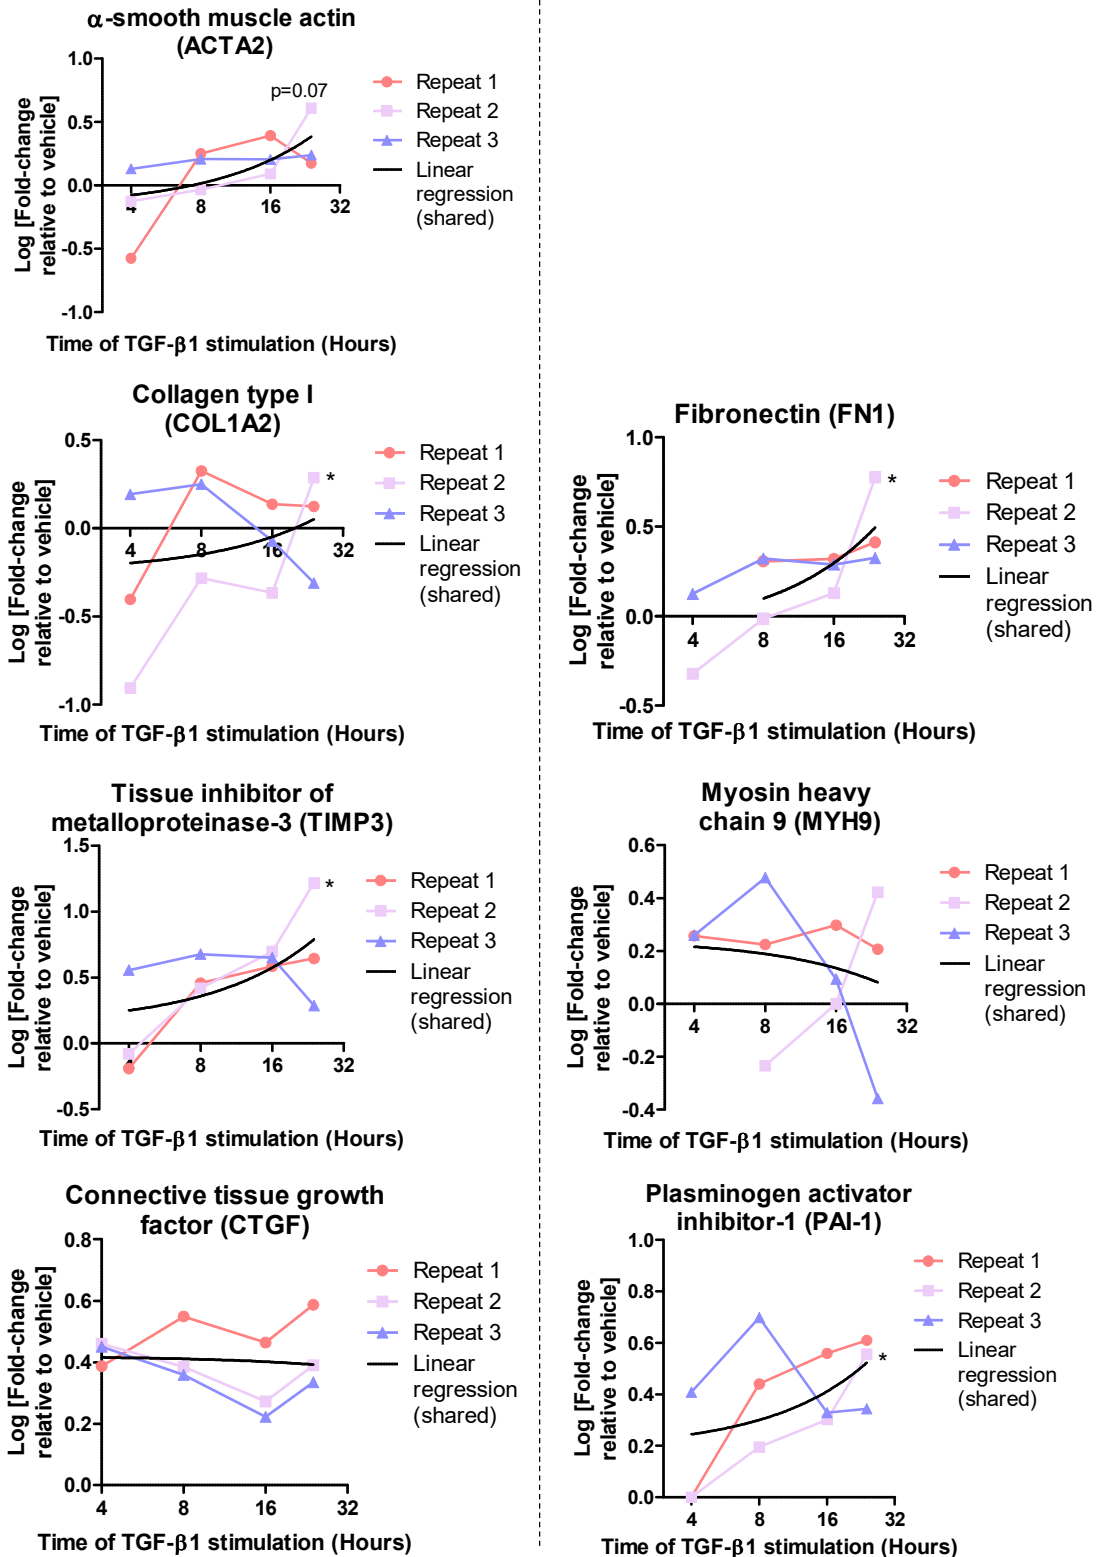 α-smooth muscle actin
(ACTA2)
1.0
0.5
0.0
-0.5
-1.0
Log [Fold-change
relative to vehicle]
4
8
16
32
p=0.07
Repeat 1
Repeat 2
Repeat 3
Linear
regression
(shared)
Time of TGF-β1 stimulation (Hours)
Collagen type I
(COL1A2)
0.5
0.0
-0.5
-1.0
Log [Fold-change
relative to vehicle]
4
8
16
32
*
Repeat 1
Repeat 2
Repeat 3
Linear
regression
(shared)
Time of TGF-β1 stimulation (Hours)
Fibronectin (FN1)
1.0
0.5
0.0
-0.5
Log [Fold-change
relative to vehicle]
4
8
16
32
*
Repeat 1
Repeat 2
Repeat 3
Linear
regression
(shared)
Time of TGF-β1 stimulation (Hours)
Tissue inhibitor of
metalloproteinase-3 (TIMP3)
1.5
1.0
0.5
0.0
-0.5
Log [Fold-change
relative to vehicle]
4
8
16
32
*
Repeat 1
Repeat 2
Repeat 3
Linear
regression
(shared)
Time of TGF-β1 stimulation (Hours)
Myosin heavy
chain 9 (MYH9)
0.6
0.4
0.2
0.0
-0.2
-0.4
Log [Fold-change
relative to vehicle]
4
8
16
32
Repeat 1
Repeat 2
Repeat 3
Linear
regression
(shared)
Time of TGF-β1 stimulation (Hours)
Connective tissue growth
factor (CTGF)
0.8
0.6
0.4
0.2
0.0
Log [Fold-change
relative to vehicle]
4
8
16
32
Repeat 1
Repeat 2
Repeat 3
Linear
regression
(shared)
Time of TGF-β1 stimulation (Hours)
Plasminogen activator
inhibitor-1 (PAI-1)
1.0
0.8
0.6
0.4
0.2
0.0
Log [Fold-change
relative to vehicle]
4
8
16
32
*
Repeat 1
Repeat 2
Repeat 3
Linear
regression
(shared)
Time of TGF-β1 stimulation (Hours)